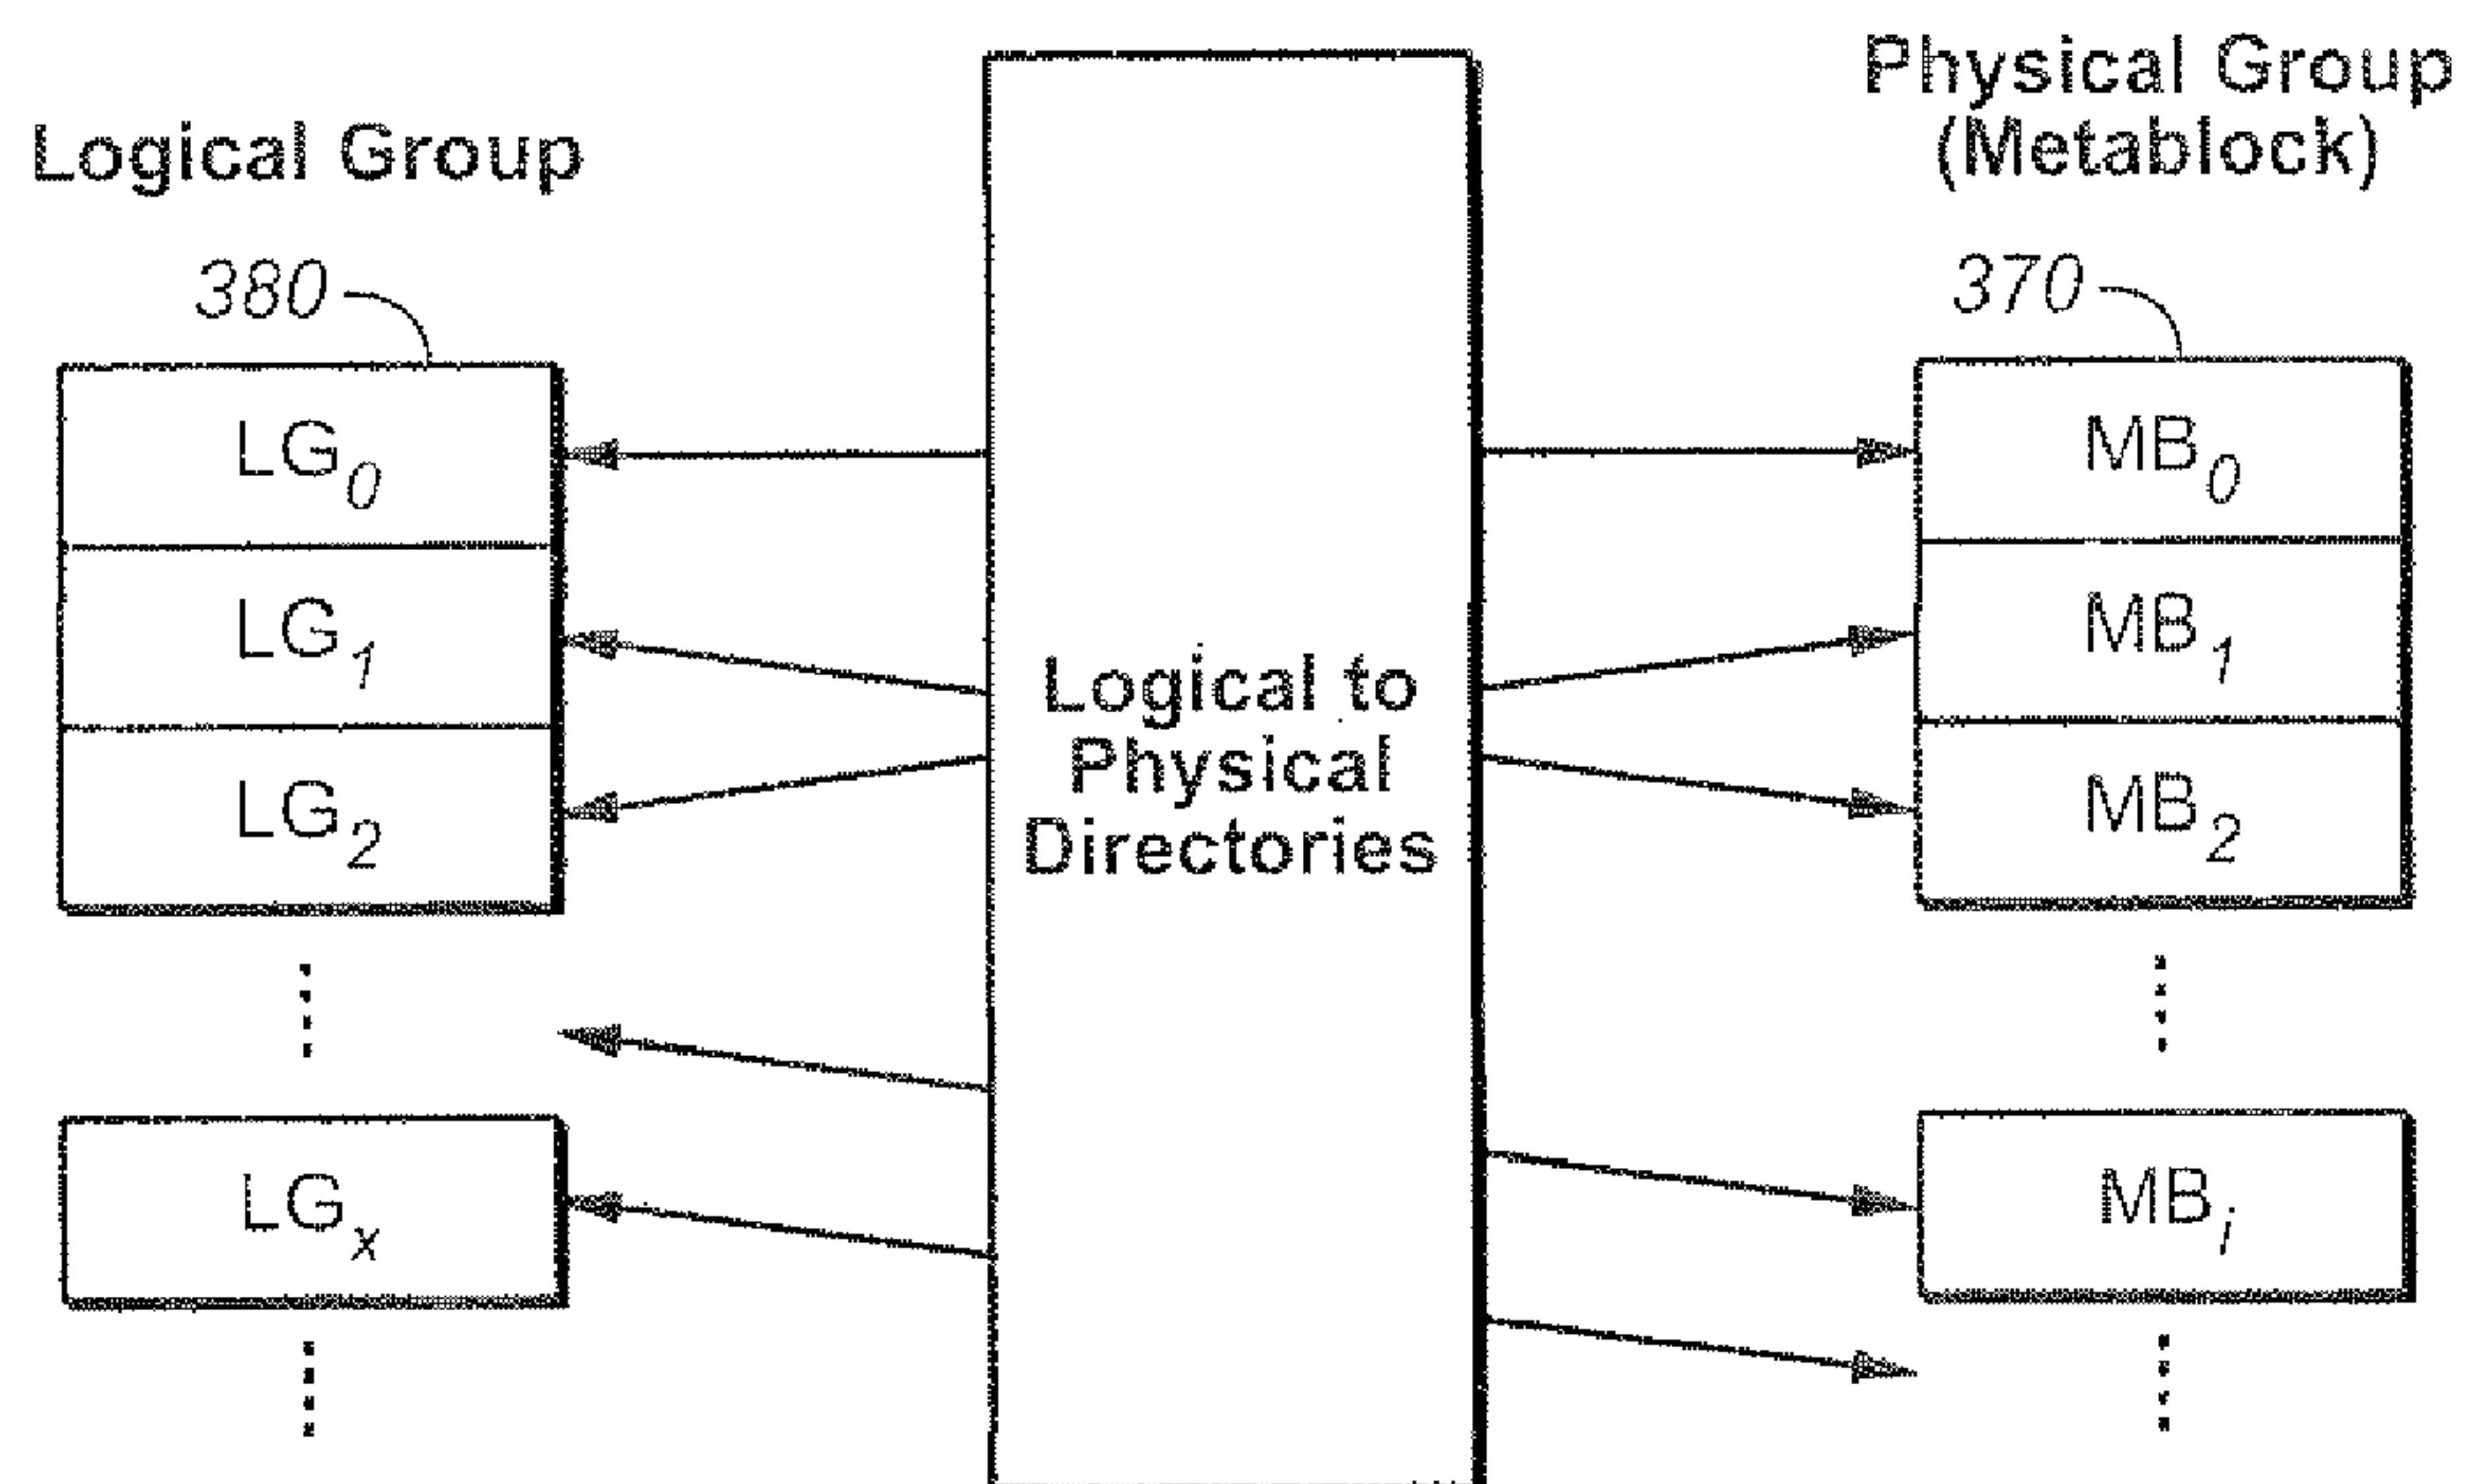 Logical Group
380
LG0
LG1
LG2
LGx
Logical to
Physical
Directories
Physical Group
(Metablock)
370
MB0
MB1
MB2
MBi